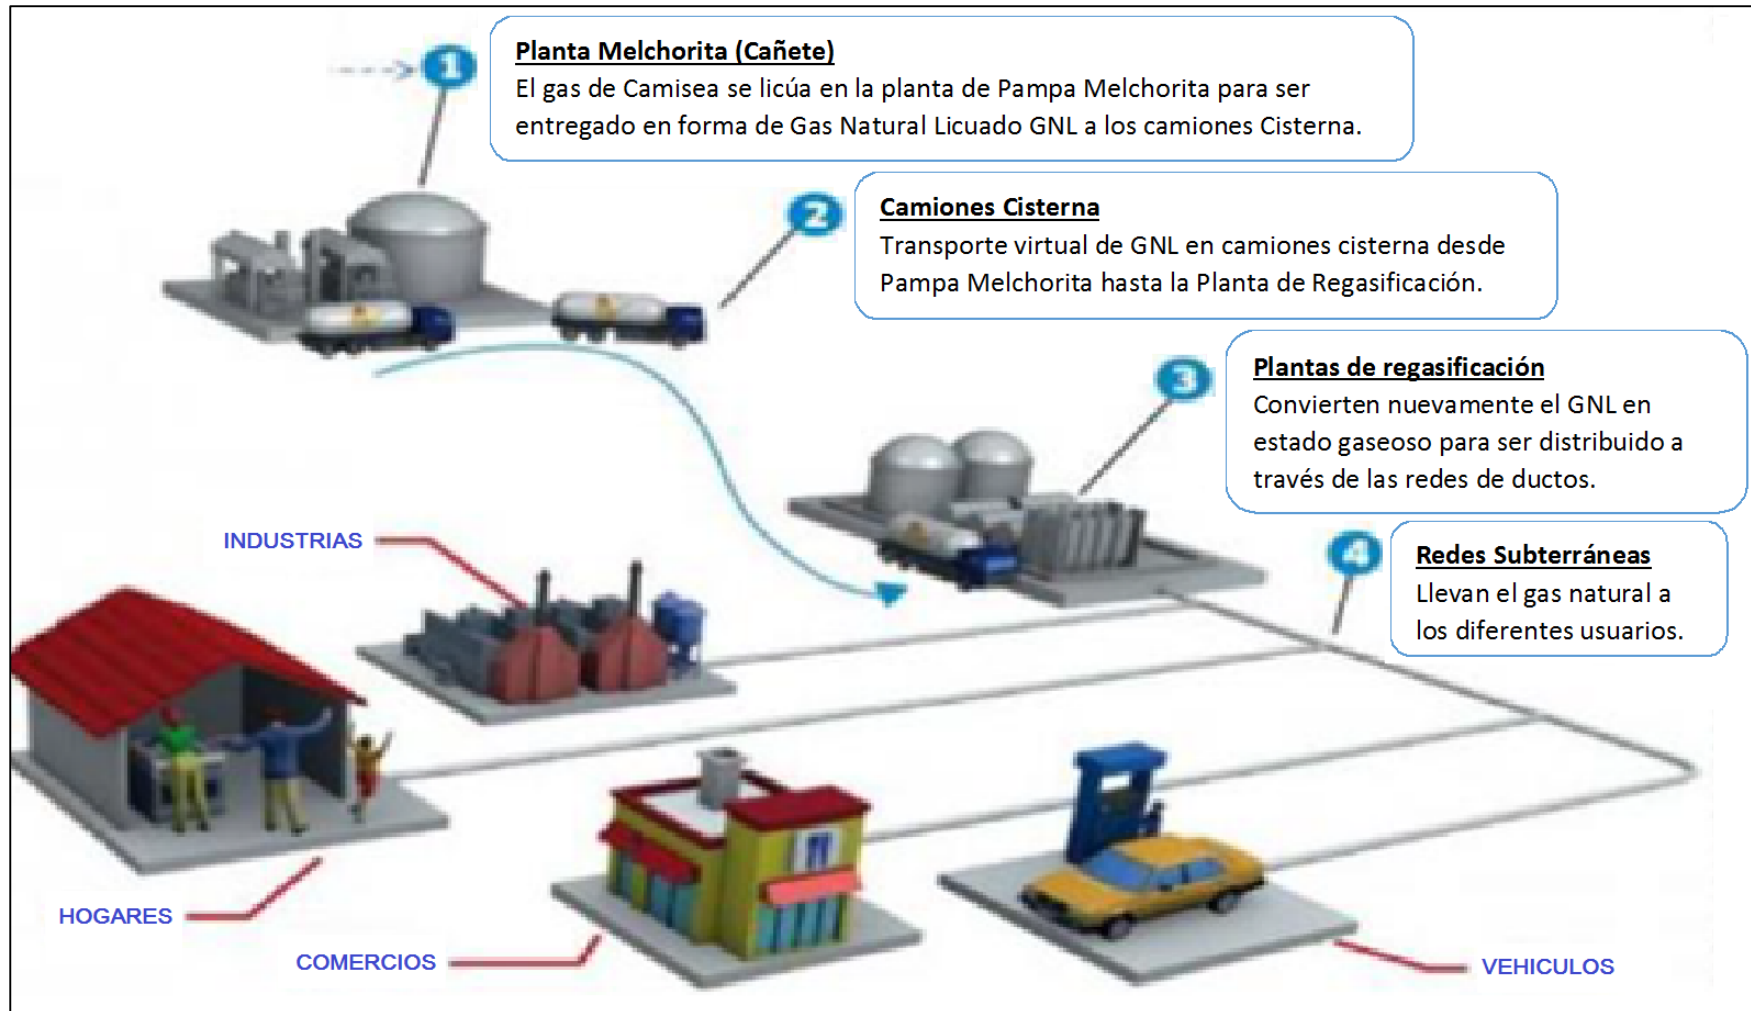 1
Planta Melchorita (Cañete)
El gas de Camisea se licúa en la planta de Pampa Melchorita para ser
entregado en forma de Gas Natural Licuado GNL a los camiones Cisterna.
2
Camiones Cisterna
Transporte virtual de GNL en camiones cisterna desde
Pampa Melchorita hasta la Planta de Regasificación.
3
Plantas de regasificación
Convierten nuevamente el GNL en
estado gaseoso para ser distribuido a
través de las redes de ductos.
4
Redes Subterráneas
Llevan el gas natural a
los diferentes usuarios.
INDUSTRIAS
HOGARES
COMERCIOS
VEHICULOS